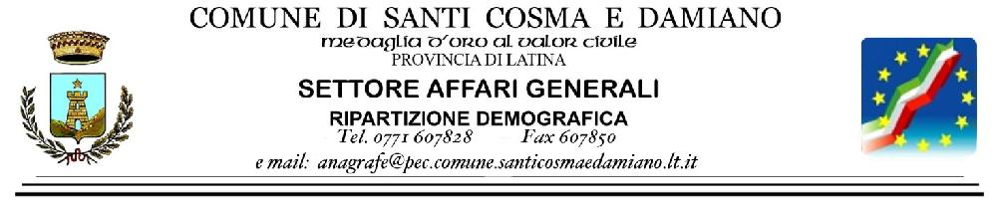 COMUNE DI SANTI COSMA E DAMIANO
medaglia d'oro al valor civile
PROVINCIA DI LATINA
SETTORE AFFARI GENERALI
RIPARTIZIONE DEMOGRAFICA
Tel. 0771 607828 Fax 607850
e mail: anagrafe@pec.comune.santicosmaedamiano.lt.it